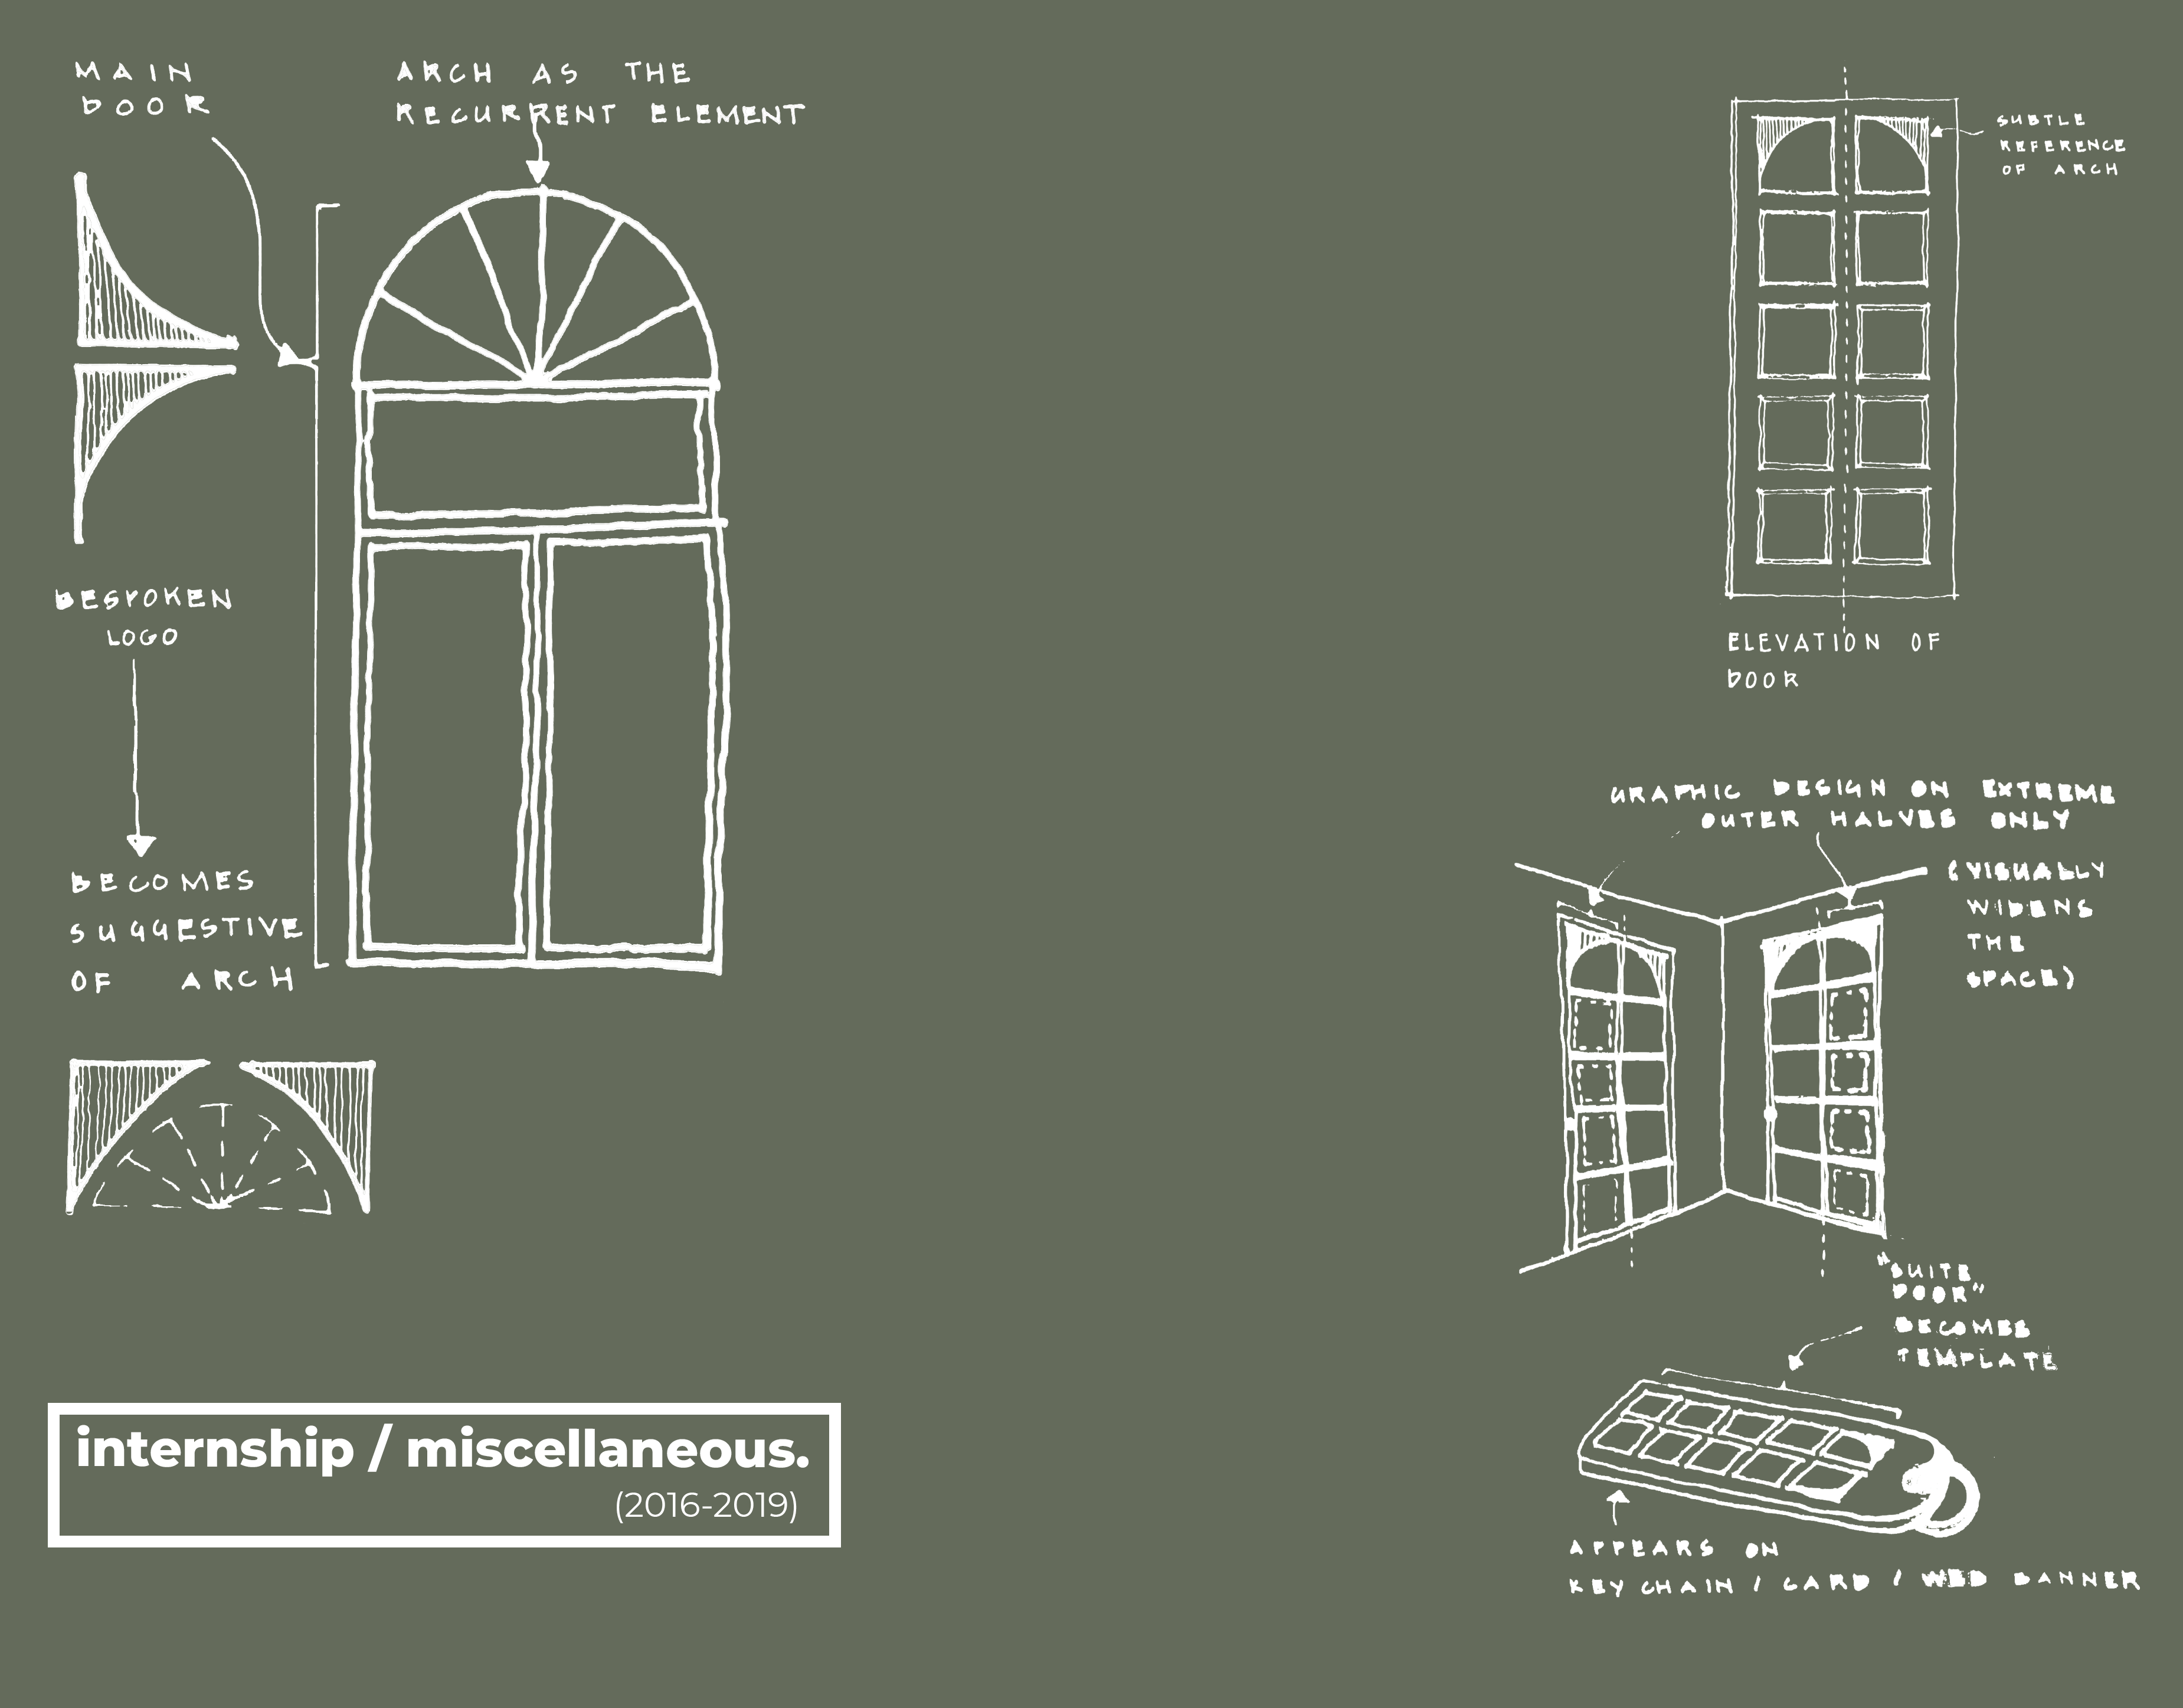 MAIN
DOOR
ARCH AS THE
RECURRENT ELEMENT
BESPOKEN
LOGO
BECOMES
SUGGESTIVE
OF ARCH
internship / miscellaneous.
(2016-2019)
SUBTLE
REFERENCE
OF ARCH
ELEVATION OF
DOOR
GRAPHIC DESIGN ON EXTREME
OUTER HALVES ONLY
(VISUALLY
WIDENS
THE
SPACE)
"SUITE
DOOR"
BECOMES
TEMPLATE
APPEARS ON
KEY CHAIN / CARD / WEB BANNER